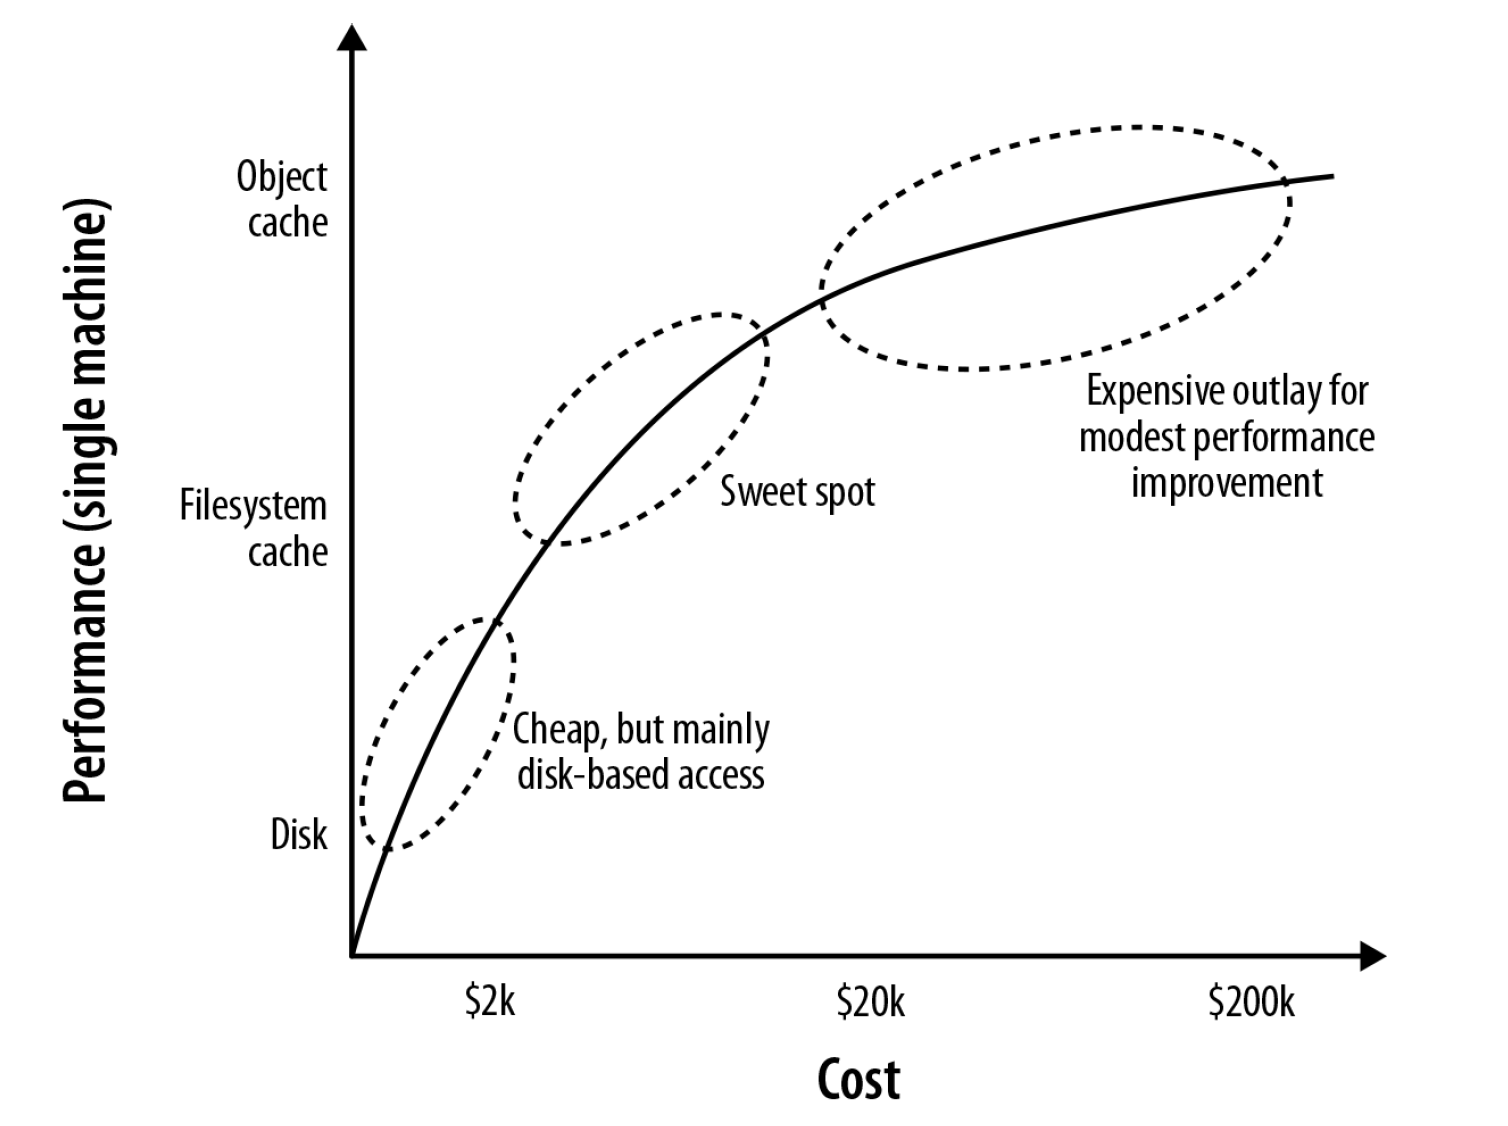 Performance (single machine)
Object
cache
Filesystem
cache
Disk
Expensive outlay for
modest performance
improvement
Sweet spot
Cheap, but mainly
disk-based access
$2k
$20k
$200k
Cost